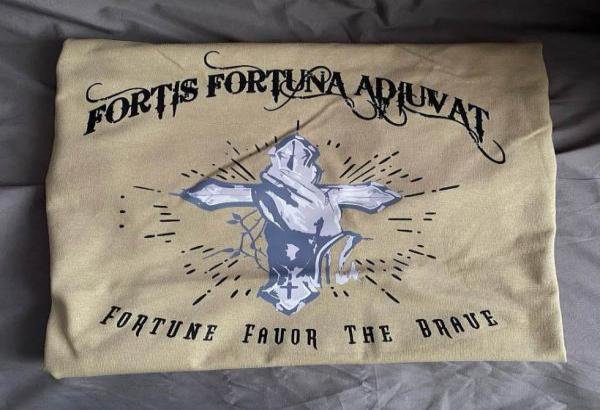 FORTIS FORTUNA ADIUVAT
FORTUNE FAVOR THE BRAVE